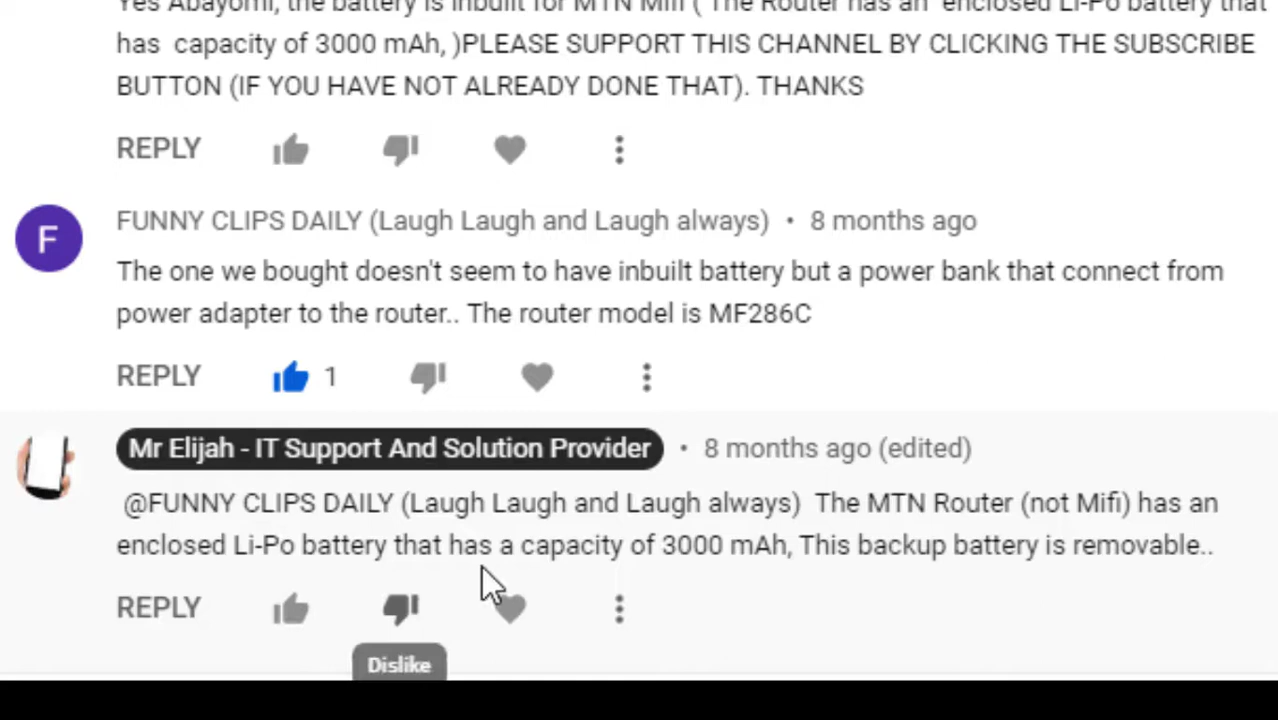 Yes Abayomi, the battery is inbuilt for MTN Mifi ( The Router has an enclosed Li-Po battery that
has capacity of 3000 mAh, )PLEASE SUPPORT THIS CHANNEL BY CLICKING THE SUBSCRIBE
BUTTON (IF YOU HAVE NOT ALREADY DONE THAT). THANKS
REPLY
F
FUNNY CLIPS DAILY (Laugh Laugh and Laugh always) • 8 months ago
The one we bought doesn't seem to have inbuilt battery but a power bank that connect from
power adapter to the router.. The router model is MF286C
REPLY 1
Mr Elijah - IT Support And Solution Provider • 8 months ago (edited)
@FUNNY CLIPS DAILY (Laugh Laugh and Laugh always) The MTN Router (not Mifi) has an
enclosed Li-Po battery that has a capacity of 3000 mAh, This backup battery is removable..
REPLY
Dislike